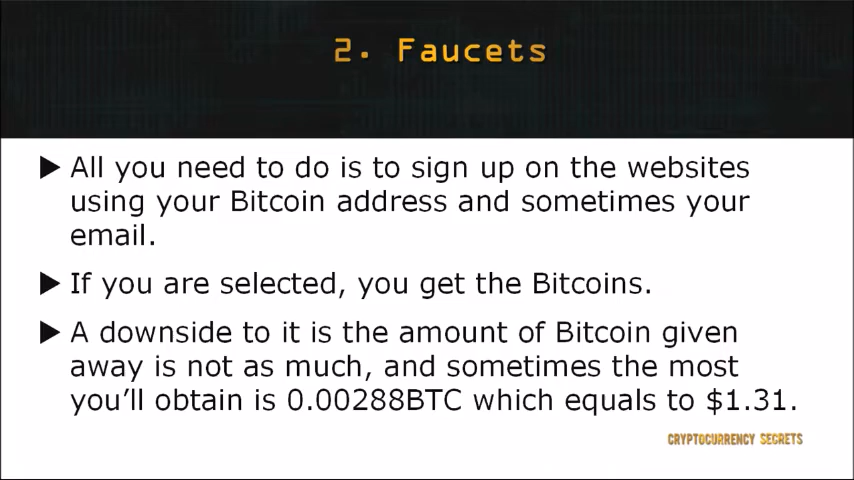 2. Faucets
▶ All you need to do is to sign up on the websites
using your Bitcoin address and sometimes your
email.
▶ If you are selected, you get the Bitcoins.
▶ A downside to it is the amount of Bitcoin given
away is not as much, and sometimes the most
you’ll obtain is 0.00288BTC which equals to $1.31.
CRYPTOCURRENCY SECRETS